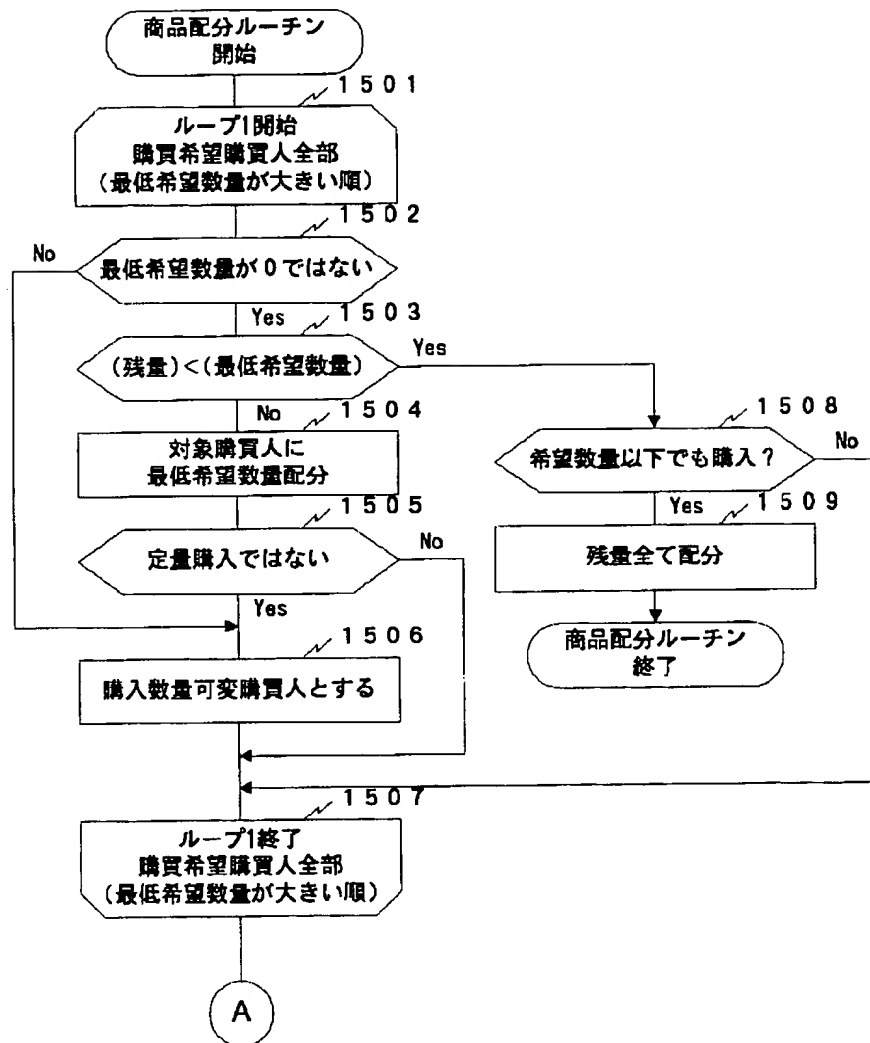 商品配分ルーチン
開始
1501
ループ1開始
購買希望購買人全部
(最低希望数量が大きい順)
1502
最低希望数量が0ではない
No
Yes
1503
(残量)<(最低希望数量)
Yes
No
1504
対象購買人に
最低希望数量配分
1505
定量購入ではない
No
Yes
1506
購入数量可変購買人とする
1508
希望数量以下でも購入?
No
Yes
1509
残量全て配分
商品配分ルーチン
終了
1507
ループ1終了
購買希望購買人全部
(最低希望数量が大きい順)
A